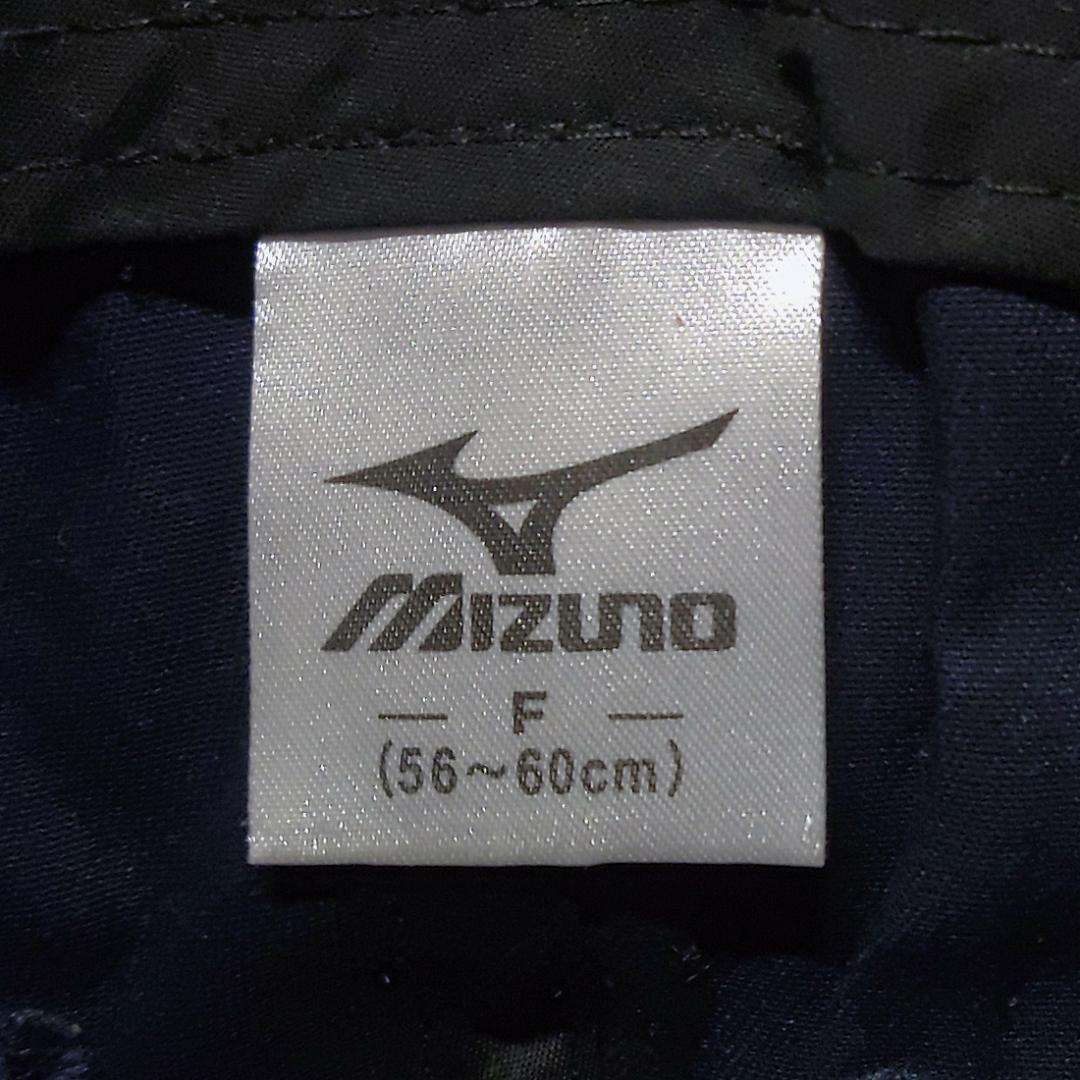 MIZUNO
— F —
(56~60cm)